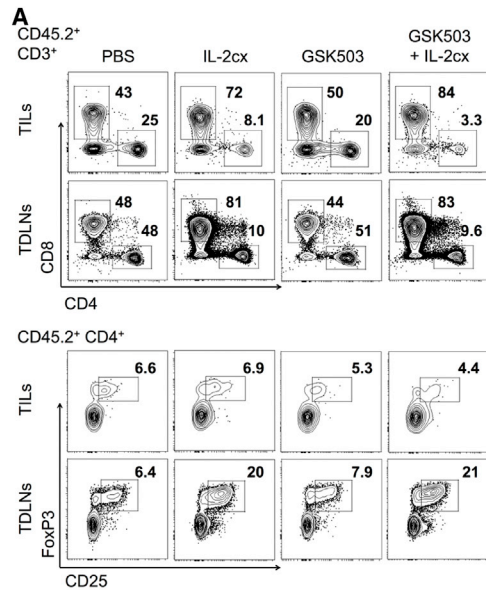 A
CD45.2⁺
CD3⁺
PBS
IL-2cx
GSK503
GSK503
+ IL-2cx
TILs
43
25
72
8.1
50
20
84
3.3
TDLNs
48
48
81
10
44
51
83
9.6
CD8
CD4
CD45.2⁺ CD4⁺
TILs
6.6
6.9
5.3
4.4
TDLNs
6.4
20
7.9
21
FoxP3
CD25